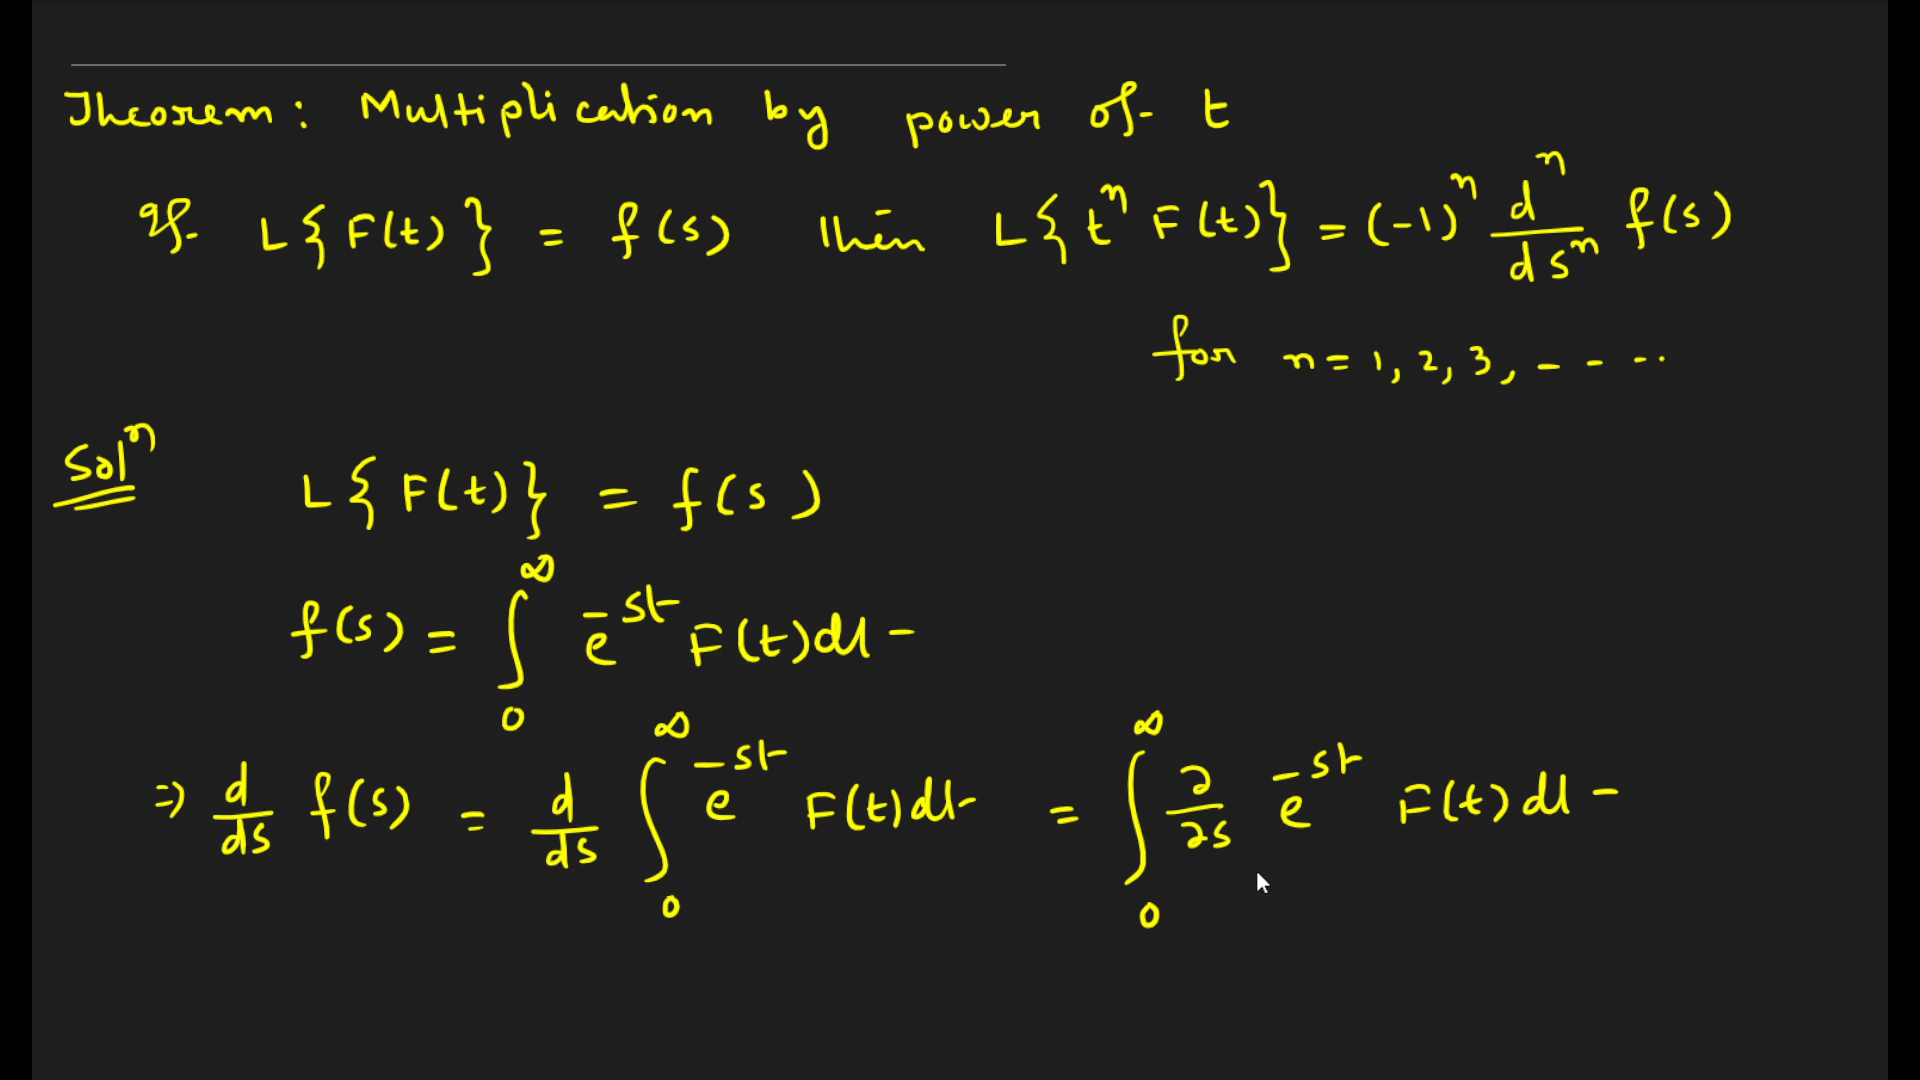 Theorem: Multiplication by power of t
If L{F(t)} = f(s) then L{tⁿ F(t)} = (-1)ⁿ dⁿ/dsⁿ f(s)
for n = 1, 2, 3, - - - ..
Solⁿ
L{F(t)} = f(s)
f(s) = ∫₀^∞ e^-st F(t)dt
⇒ d/ds f(s) = d/ds ∫₀^∞ e^-st F(t)dt = ∫₀^∞ ∂/∂s e^-st F(t)dt